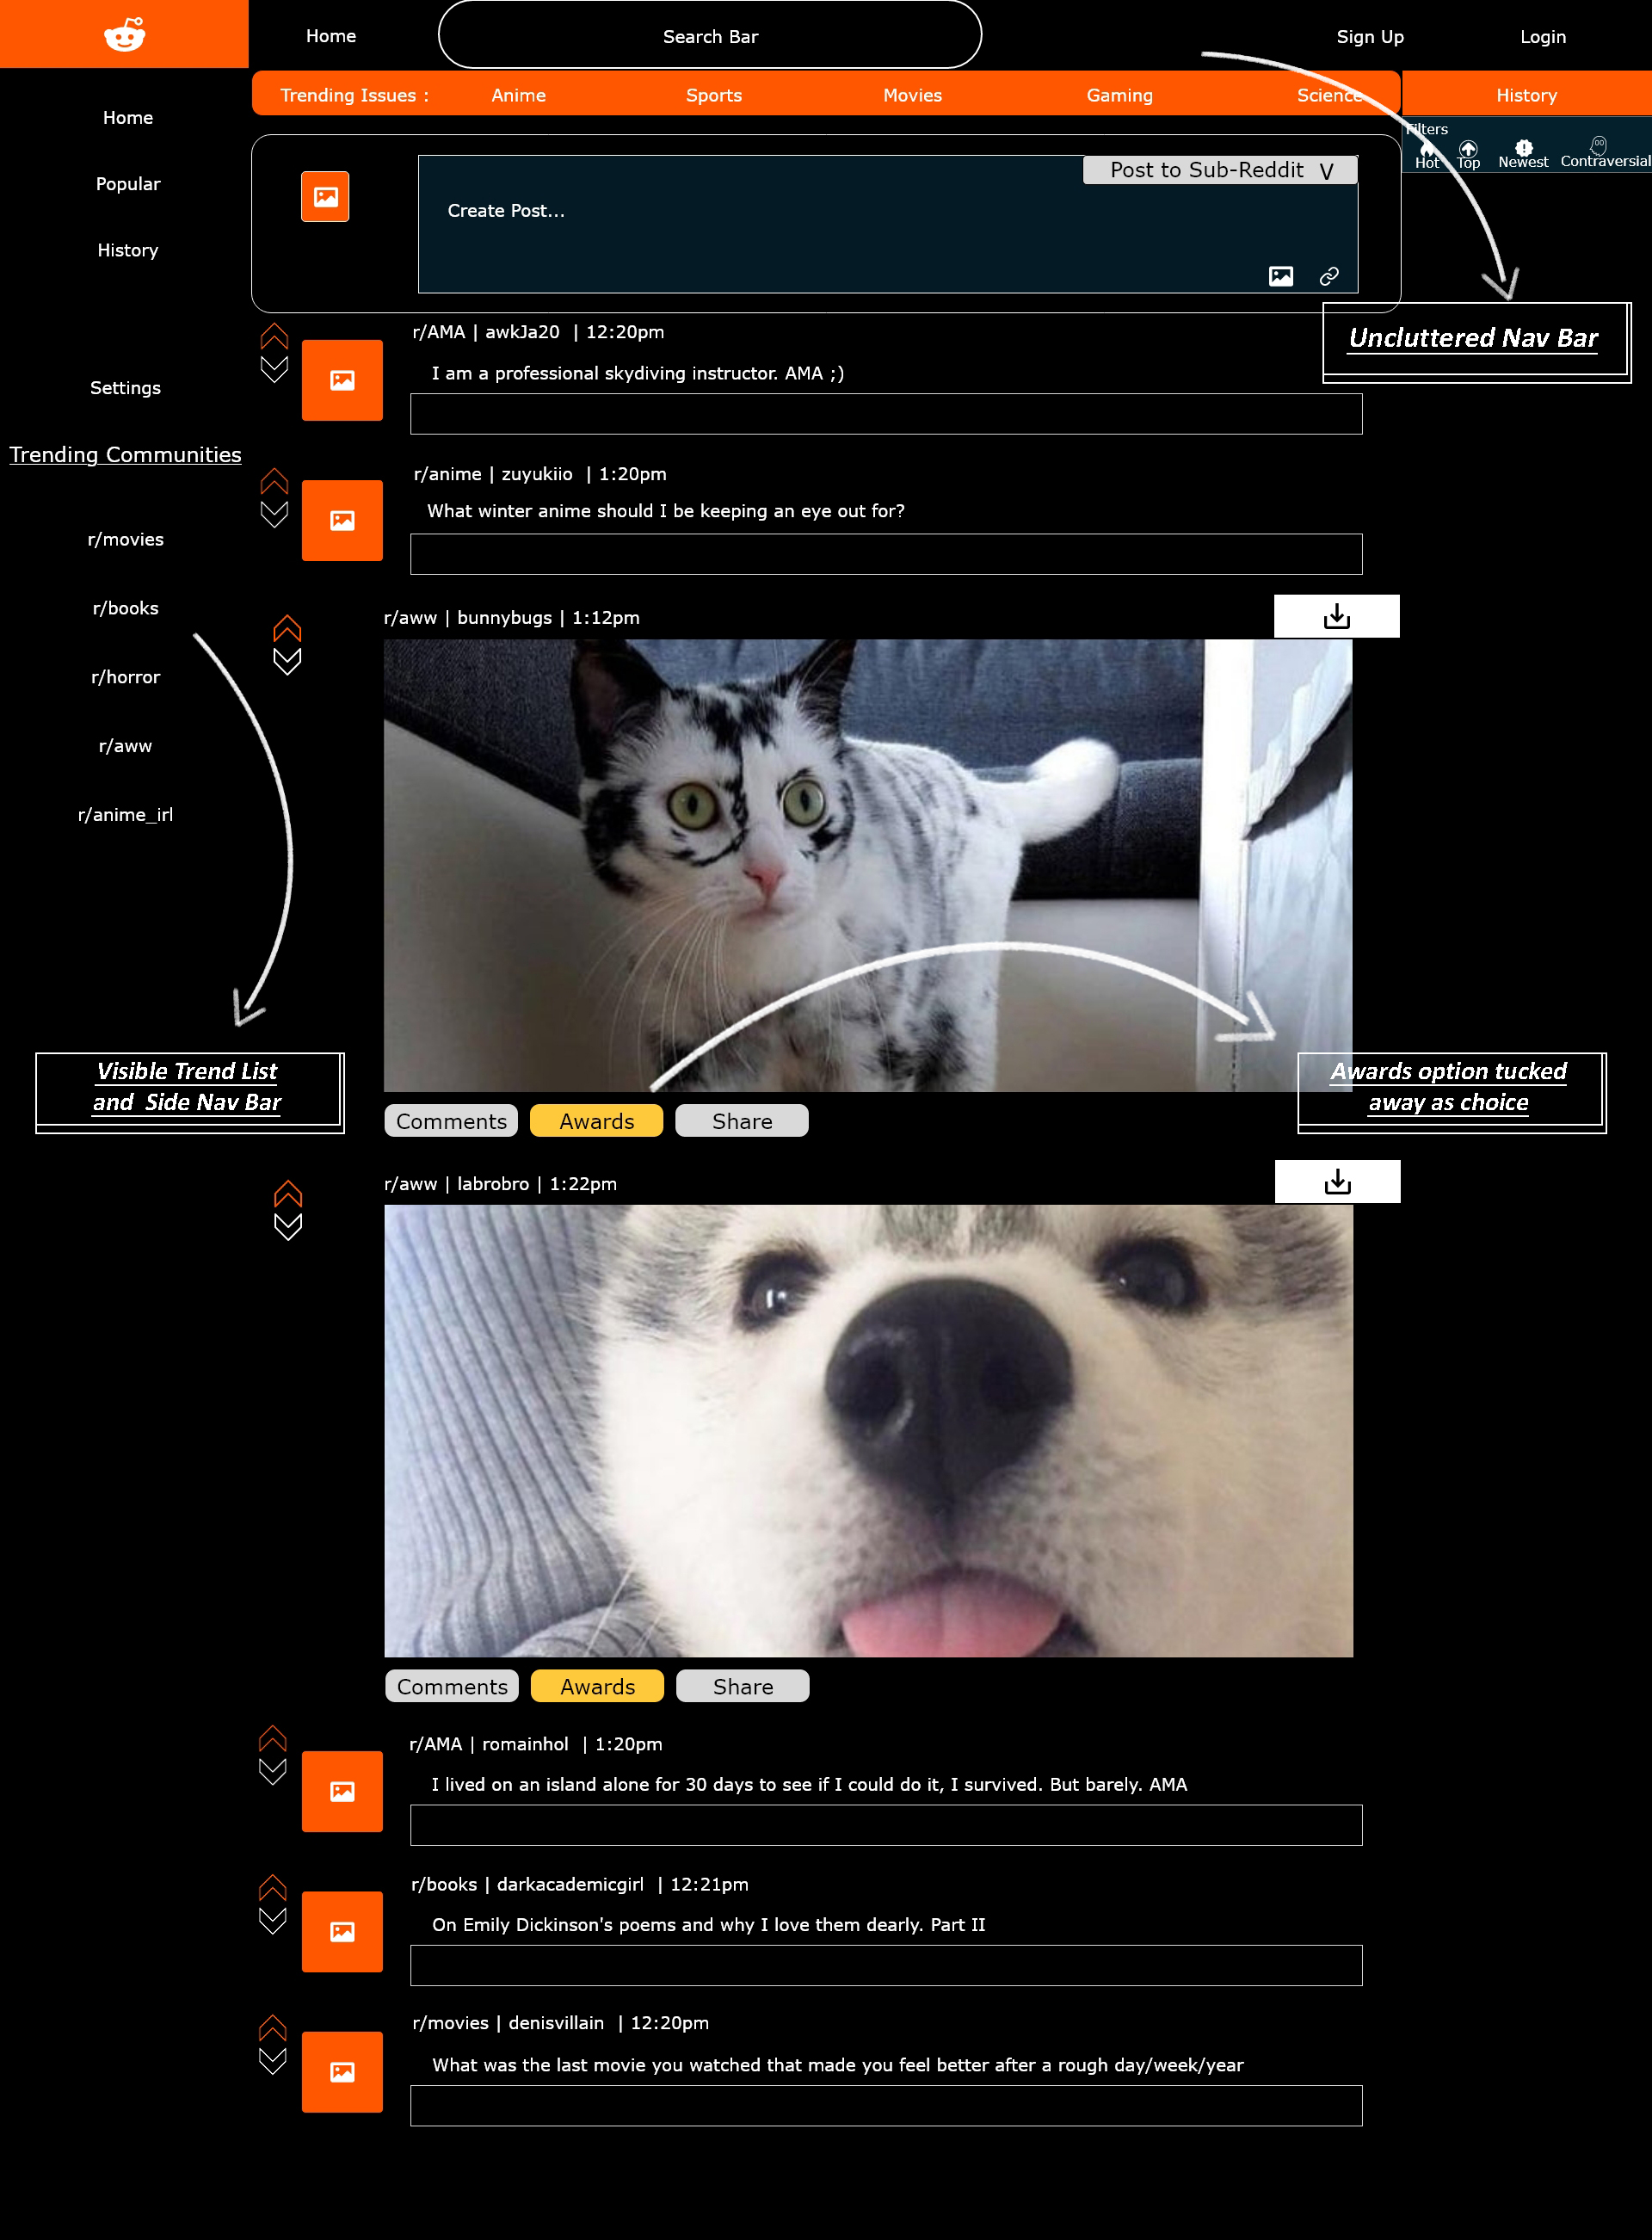 Home
Search Bar
Sign Up
Login
Trending Issues :
Anime
Sports
Movies
Gaming
Science
History
Home
Popular
History
Settings
Trending Communities
r/movies
r/books
r/horror
r/aww
r/anime_irl
Filters
Hot
Top
Newest
Contraversial
Post to Sub-Reddit V
Create Post...
Uncluttered Nav Bar
r/AMA | awkJa20 | 12:20pm
I am a professional skydiving instructor. AMA ;)
r/anime | zuyukiio | 1:20pm
What winter anime should I be keeping an eye out for?
r/aww | bunnybugs | 1:12pm
Visible Trend List
and Side Nav Bar
Awards option tucked
away as choice
Comments
Awards
Share
r/aww | labrobro | 1:22pm
Comments
Awards
Share
r/AMA | romainhol | 1:20pm
I lived on an island alone for 30 days to see if I could do it, I survived. But barely. AMA
r/books | darkacademicgirl | 12:21pm
On Emily Dickinson's poems and why I love them dearly. Part II
r/movies | denisvillain | 12:20pm
What was the last movie you watched that made you feel better after a rough day/week/year